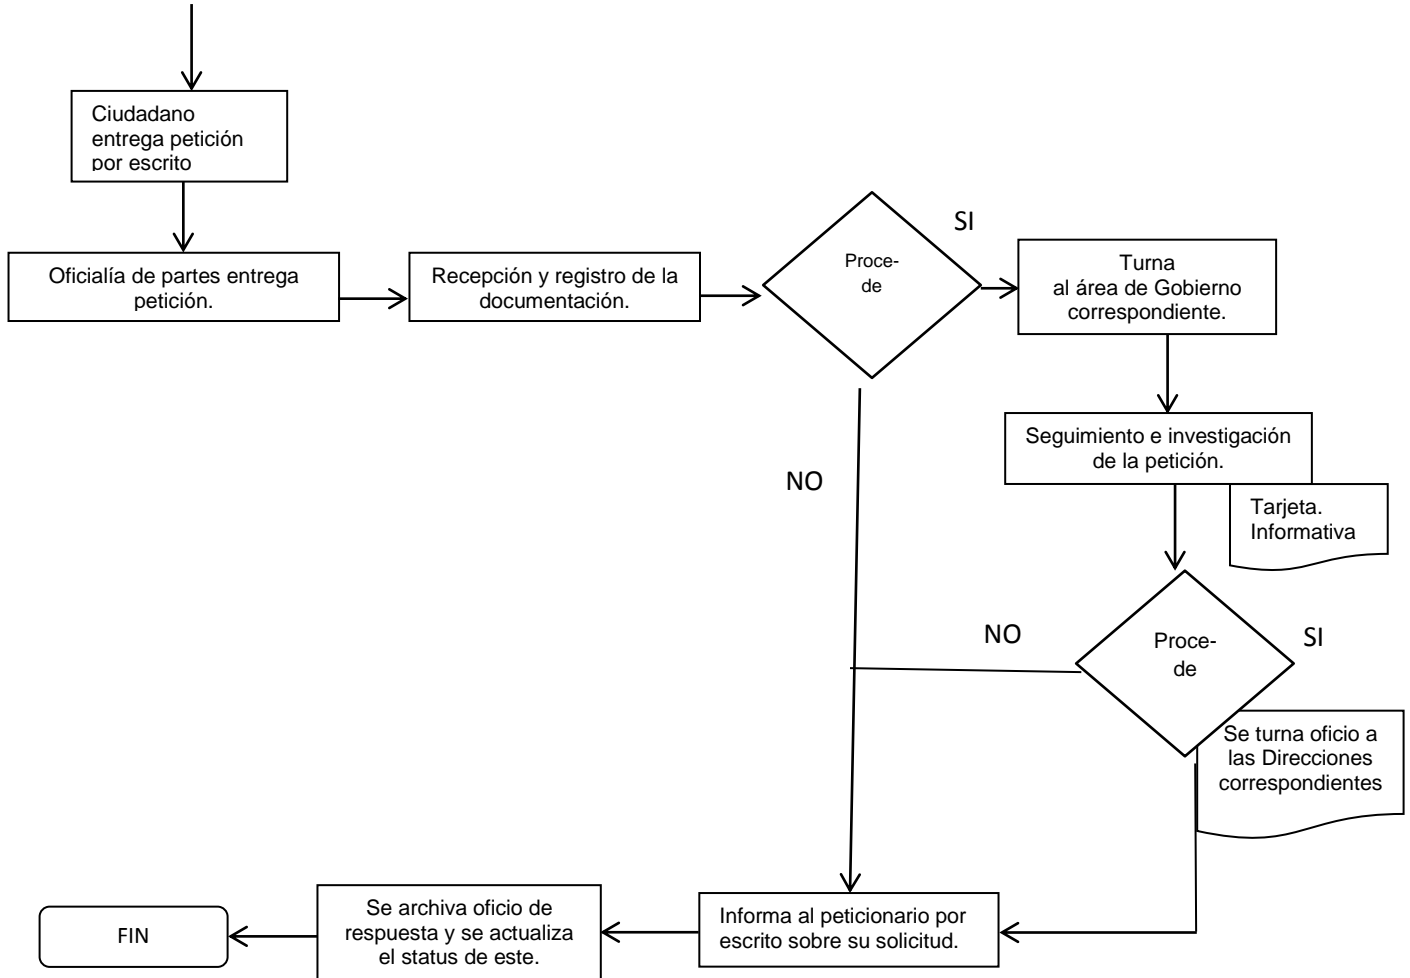 Ciudadano
entrega petición
por escrito
Oficialía de partes entrega
petición.
Recepción y registro de la
documentación.
Proce-
de
SI
Turna
al área de Gobierno
correspondiente.
NO
Seguimiento e investigación
de la petición.
Tarjeta.
Informativa
NO
Proce-
de
SI
Se turna oficio a
las Direcciones
correspondientes
Informa al peticionario por
escrito sobre su solicitud.
Se archiva oficio de
respuesta y se actualiza
el status de este.
FIN